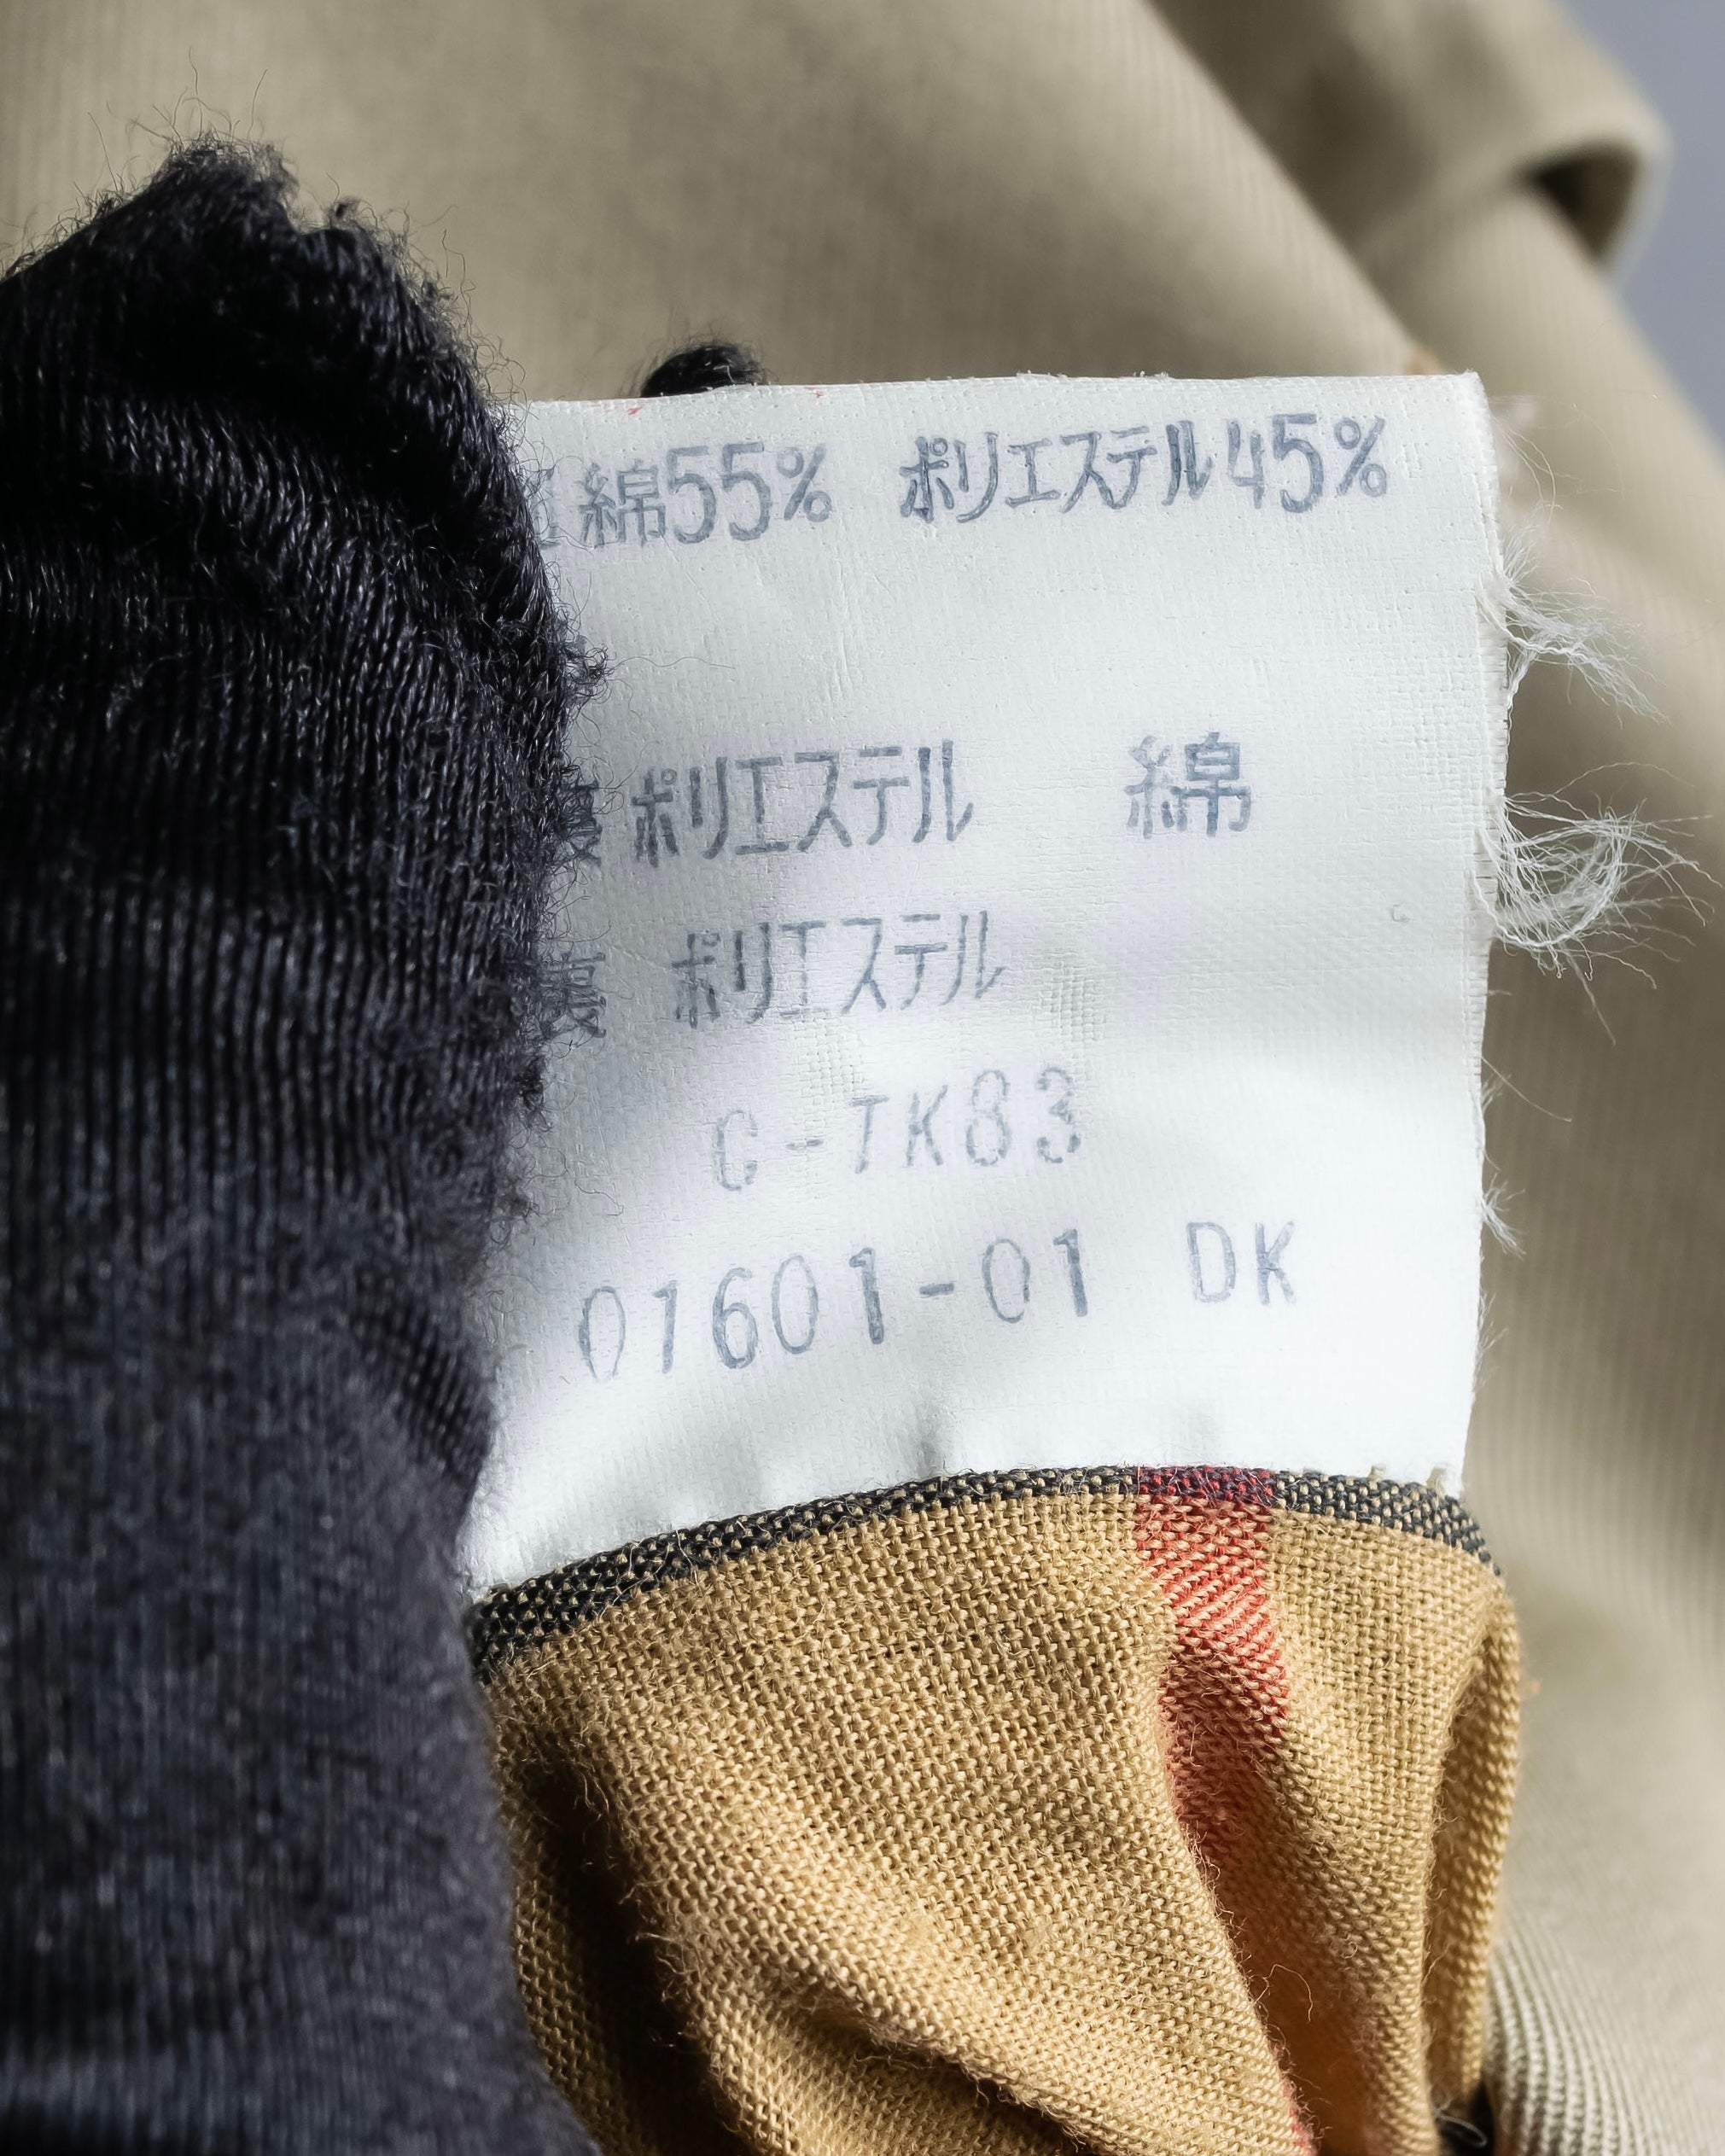 綿55% ポリエステル45%
ポリエステル 綿
裏 ポリエステル
C-TK83
01601-01 DK